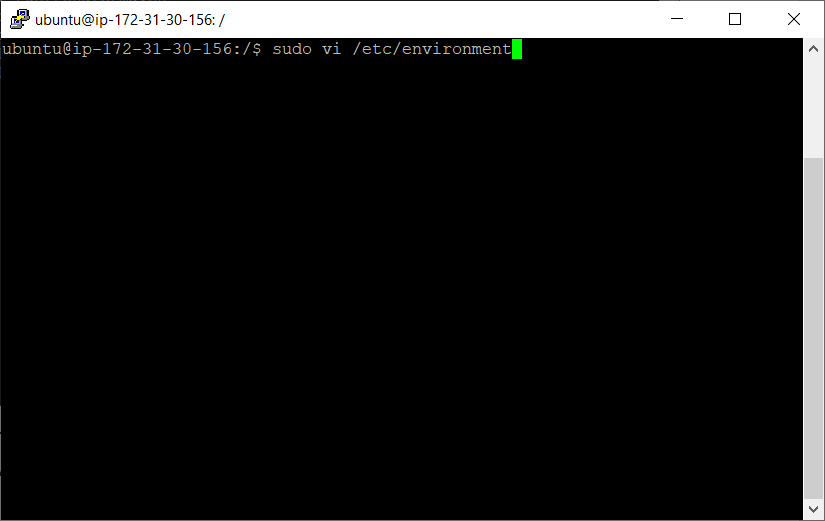 ubuntu@ip-172-31-30-156: /
ubuntu@ip-172-31-30-156:/$ sudo vi /etc/environment